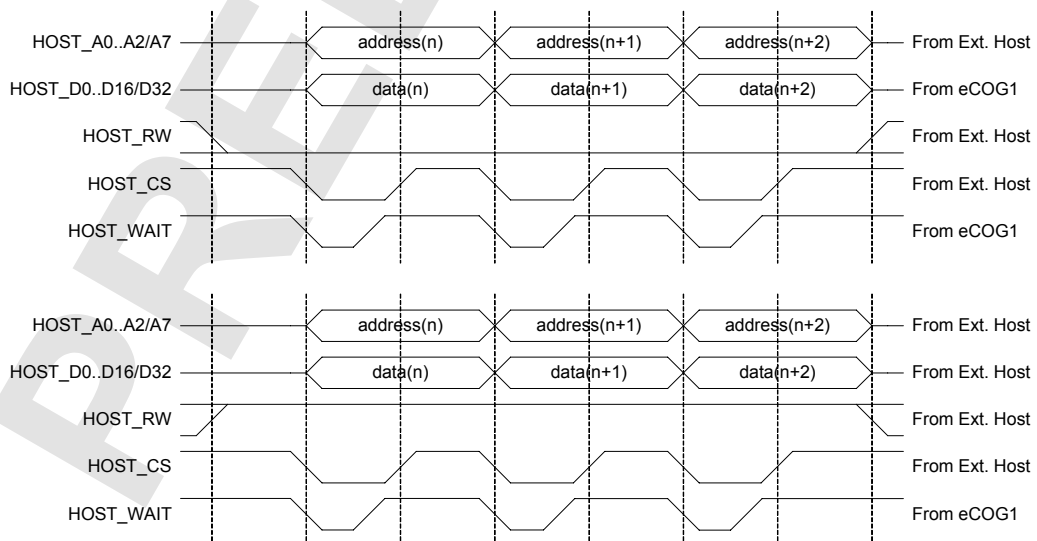 HOST_A0..A2/A7 address(n) address(n+1) address(n+2) From Ext. Host
HOST_D0..D16/D32 data(n) data(n+1) data(n+2) From eCOG1
HOST_RW From Ext. Host
HOST_CS From Ext. Host
HOST_WAIT From eCOG1
HOST_A0..A2/A7 address(n) address(n+1) address(n+2) From Ext. Host
HOST_D0..D16/D32 data(n) data(n+1) data(n+2) From Ext. Host
HOST_RW From Ext. Host
HOST_CS From Ext. Host
HOST_WAIT From eCOG1